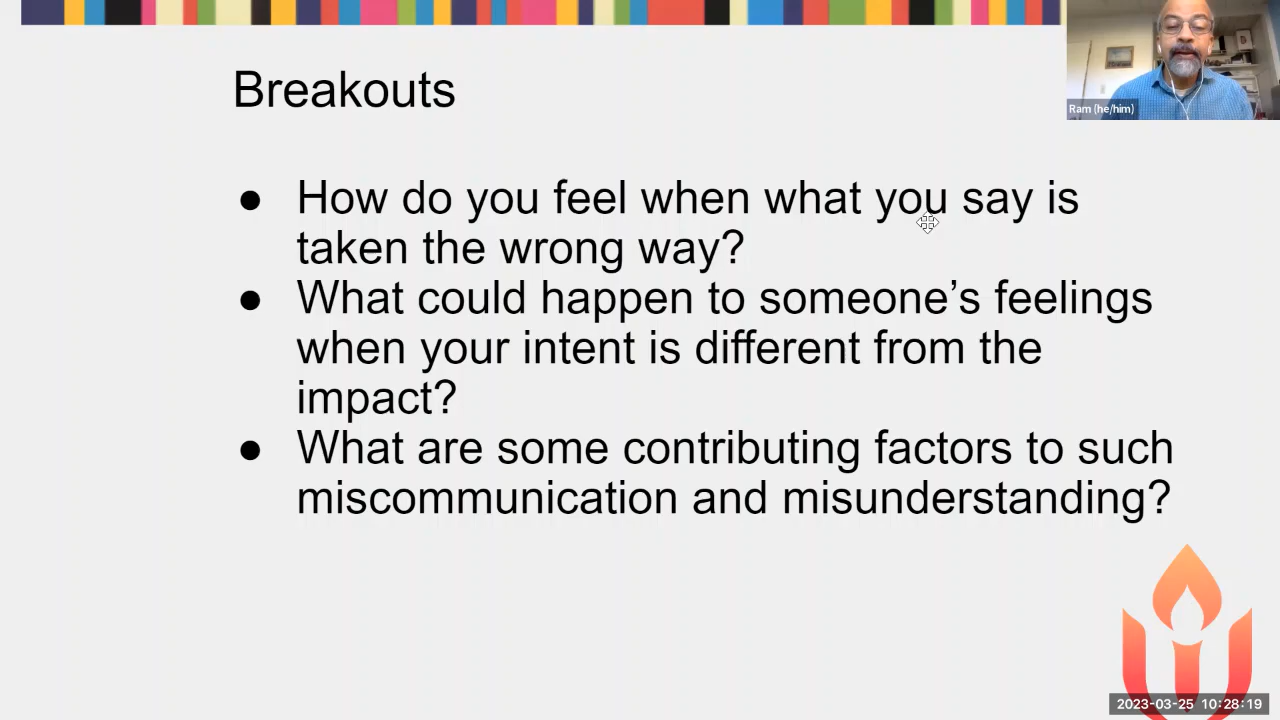 Breakouts
Ram (he/him)
● How do you feel when what you say is
taken the wrong way?
● What could happen to someone’s feelings
when your intent is different from the
impact?
● What are some contributing factors to such
miscommunication and misunderstanding?
2023-03-25 10:28:19